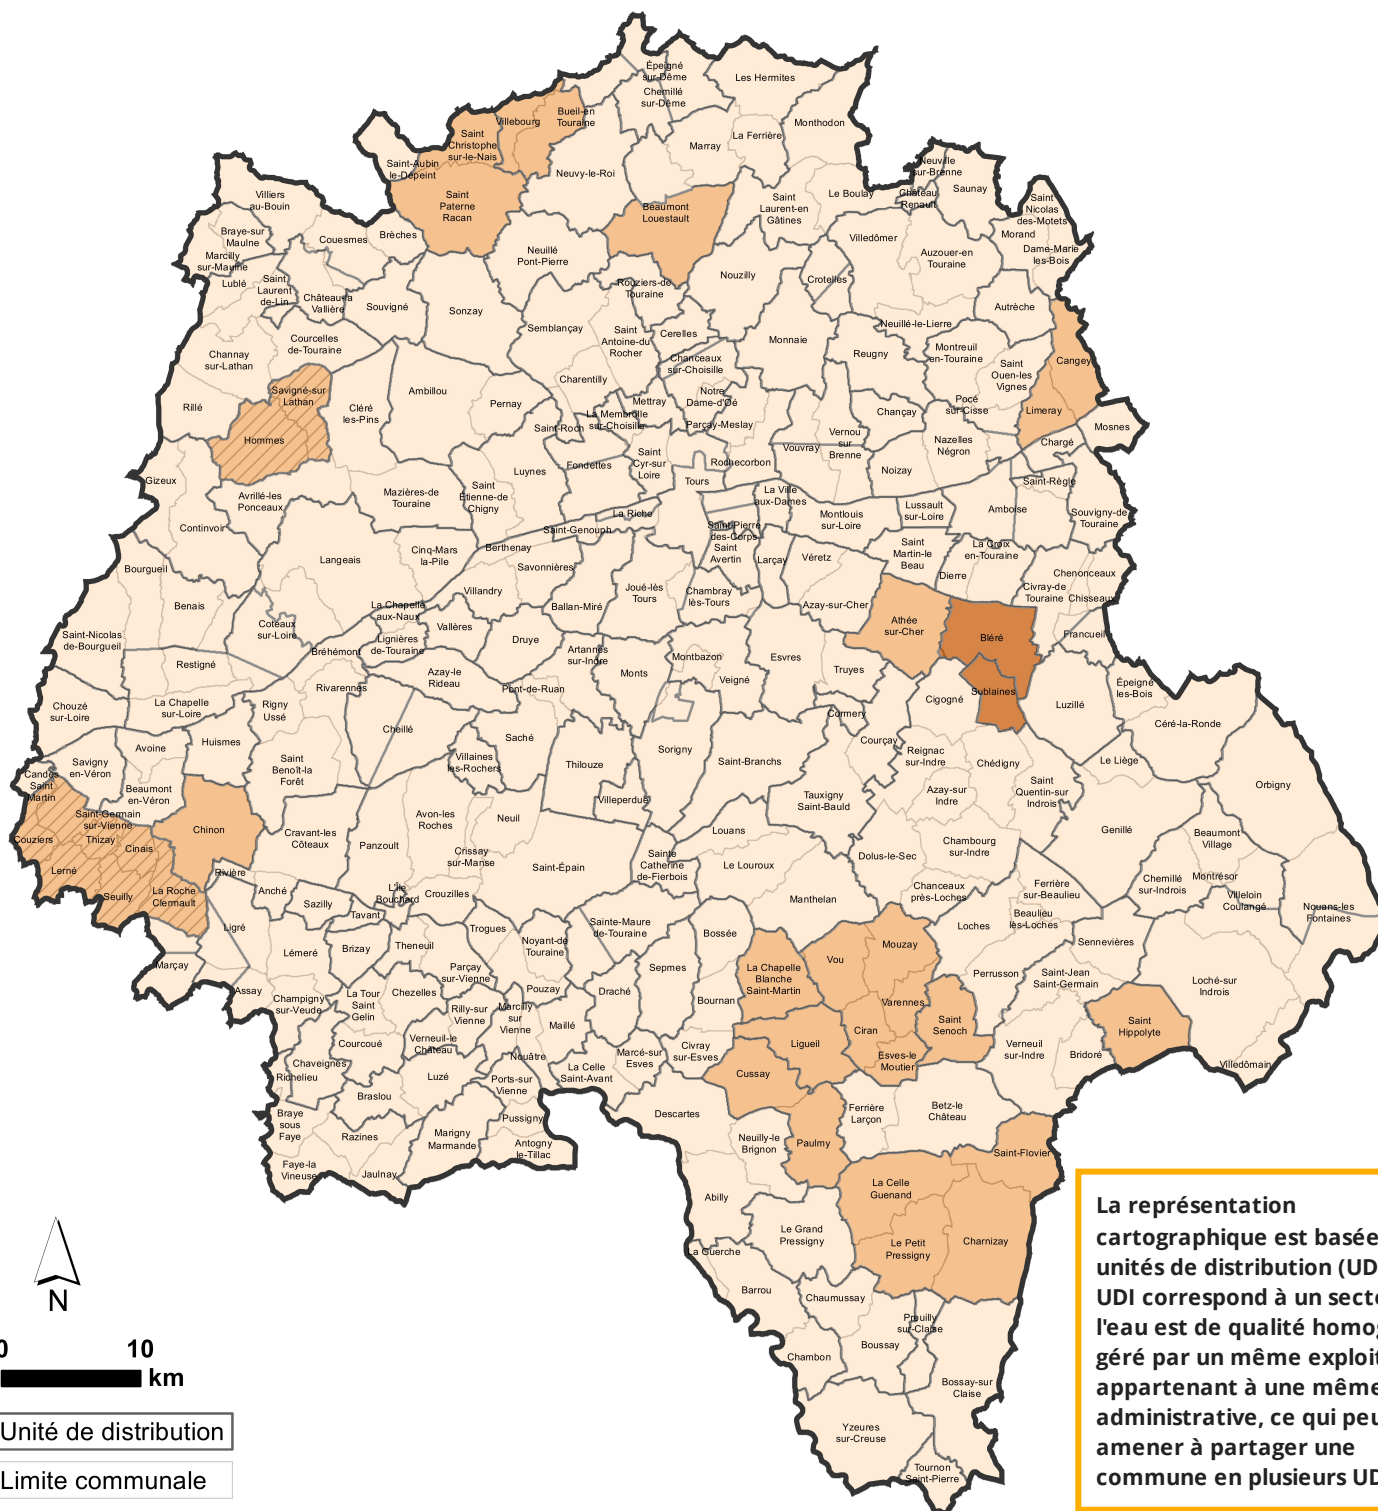 Épeigné
sur-Dême
Les Hermites
Chemillé
sur-Dême
Bueil-en
Touraine
Villebourg
Monthodon
La Ferrière
Saint
Christophe
sur-le-Nais
Marray
Saint-Aubin
le-Dépeint
Neuvy-le-Roi
Neuville
sur-Brenne
Saunay
Château
Renault
Le Boulay
Villiers
au-Bouin
Saint
Paterne
Racan
Beaumont
Louestault
Saint
Laurent-en
Gâtines
Saint
Nicolas
des-Motets
Morand
Dame-Marie
les-Bois
Braye-sur
Maulne
Couesmes
Brèches
Villedômer
Auzouer-en
Touraine
Marcilly
sur-Maulne
Neuillé
Pont-Pierre
Lublé
Saint
Laurent
de-Lin
Château-la
Vallière
Souvigné
Sonzay
Rouziers-de
Touraine
Nouzilly
Crotelles
Autrèche
Semblançay
Saint
Antoine-du
Rocher
Cerelles
Monnaie
Neuillé-le-Lierre
Courcelles
de-Touraine
Channay
sur-Lathan
Chanceaux
sur-Choisille
Reugny
Montreuil
en-Touraine
Saint
Ouen-les
Vignes
Cangey
Charentilly
Savigné-sur
Lathan
Ambillou
Pernay
Mettray
Notre
Dame-d'Oé
Rillé
Cléré
les-Pins
La Membrolle
sur-Choisille
Chançay
Pocé
sur-Cisse
Limeray
Mosnes
Saint-Roch
Parçay-Meslay
Hommes
Vernou
sur
Brenne
Nazelles
Négron
Chargé
Vouvray
Luynes
Fondettes
Saint
Cyr-sur
Loire
Rochecorbon
Noizay
Gizeux
Tours
Saint-Règle
Avrillé-les
Ponceaux
Mazières-de
Touraine
Saint
Étienne-de
Chigny
La Ville
aux-Dames
Montlouis
sur-Loire
Lussault
sur-Loire
Amboise
Souvigny-de
Touraine
Continvoir
La Riche
Saint-Genouph
Saint-Pierre
des-Corps
Langeais
Cinq-Mars
la-Pile
Berthenay
Saint
Avertin
Larçay
Véretz
Saint
Martin-le
Beau
La Croix
en-Touraine
Bourgueil
Savonnières
Dierre
Chenonceaux
Civray-de
Touraine
Chisseaux
Villandry
Joué-lès
Tours
Chambray
lès-Tours
Benais
La Chapelle
aux-Naux
Ballan-Miré
Azay-sur-Cher
Athée
sur-Cher
Saint-Nicolas
de-Bourgueil
Coteaux
sur-Loire
Vallères
Lignières
de-Touraine
Druye
Bléré
Francueil
Bréhémont
Artannes
sur-Indre
Montbazon
Esvres
Restigné
Azay-le
Rideau
Monts
Veigné
Truyes
Rivarennes
Pont-de-Ruan
Cigogné
Sublaines
Épeigné
les-Bois
Chouzé
sur-Loire
La Chapelle
sur-Loire
Rigny
Ussé
Cormery
Luzillé
Céré-la-Ronde
Cheillé
Saché
Huismes
Avoine
Sorigny
Courçay
Reignac
sur-Indre
Villaines
les-Rochers
Thilouze
Saint-Branchs
Chédigny
Le Liège
Savigny
en-Véron
Saint
Benoît-la
Forêt
Candes
Saint
Martin
Beaumont
en-Véron
Villeperdue
Tauxigny
Saint-Bauld
Azay-sur
Indre
Saint
Quentin-sur
Indrois
Orbigny
Saint-Germain
sur-Vienne
Chinon
Avon-les
Roches
Neuil
Louans
Genillé
Beaumont
Village
Couziers
Thizay
Cinais
Cravant-les
Côteaux
Panzoult
Crissay
sur-Manse
Chambourg
sur-Indre
Lerné
Rivière
Saint-Épain
Sainte
Catherine
de-Fierbois
Le Louroux
Dolus-le-Sec
Chemillé
sur-Indrois
Montrésor
Seuilly
La Roche
Clermault
Anché
L'Île
Bouchard
Crouzilles
Manthelan
Chanceaux
près-Loches
Ferrière
sur-Beaulieu
Villeloin
Coulangé
Nouans-les
Fontaines
Sazilly
Tavant
Beaulieu
lès-Loches
Ligré
Trogues
Sainte-Maure
de-Touraine
Bossée
Loches
Sennevières
Noyant-de
Touraine
Mouzay
Lémeré
Brizay
Theneuil
Marçay
Parçay
sur-Vienne
Sepmes
La Chapelle
Blanche
Saint-Martin
Vou
Perrusson
Saint-Jean
Saint-Germain
Loché-sur
Indrois
Assay
Champigny
sur-Veude
La Tour
Saint
Gelin
Chezelles
Pouzay
Draché
Bournan
Varennes
Rilly-sur
Vienne
Marcilly
sur
Vienne
Maillé
Ciran
Saint
Senoch
Saint
Hippolyte
Courcoué
Verneuil-le
Château
Ligueil
Civray
sur-Esves
Verneuil
sur-Indre
Bridoré
Chaveignes
Nouâtre
Marcé-sur
Esves
Esves-le
Moutier
Villedômain
Richelieu
Luzé
Ports-sur
Vienne
La Celle
Saint-Avant
Cussay
Braslou
Braye
sous
Faye
Pussigny
Descartes
Ferrière
Larçon
Betz-le
Château
Razines
Marigny
Marmande
Antogny
le-Tillac
Neuilly-le
Brignon
Paulmy
Saint-Flovier
Faye-la
Vineuse
Jaulnay
Abilly
La Celle
Guenand
Le Grand
Pressigny
Le Petit
Pressigny
Charnizay
La Guerche
Barrou
Chaumussay
Preuilly
sur-Claise
Boussay
Chambon
Bossay-sur
Claise
Yzeures
sur-Creuse
Tournon
Saint-Pierre
N
0 10
km
Unité de distribution
Limite communale
La représentation
cartographique est basée
unités de distribution (UD
UDI correspond à un sect
l'eau est de qualité homog
géré par un même exploit
appartenant à une même
administrative, ce qui peu
amener à partager une
commune en plusieurs UD